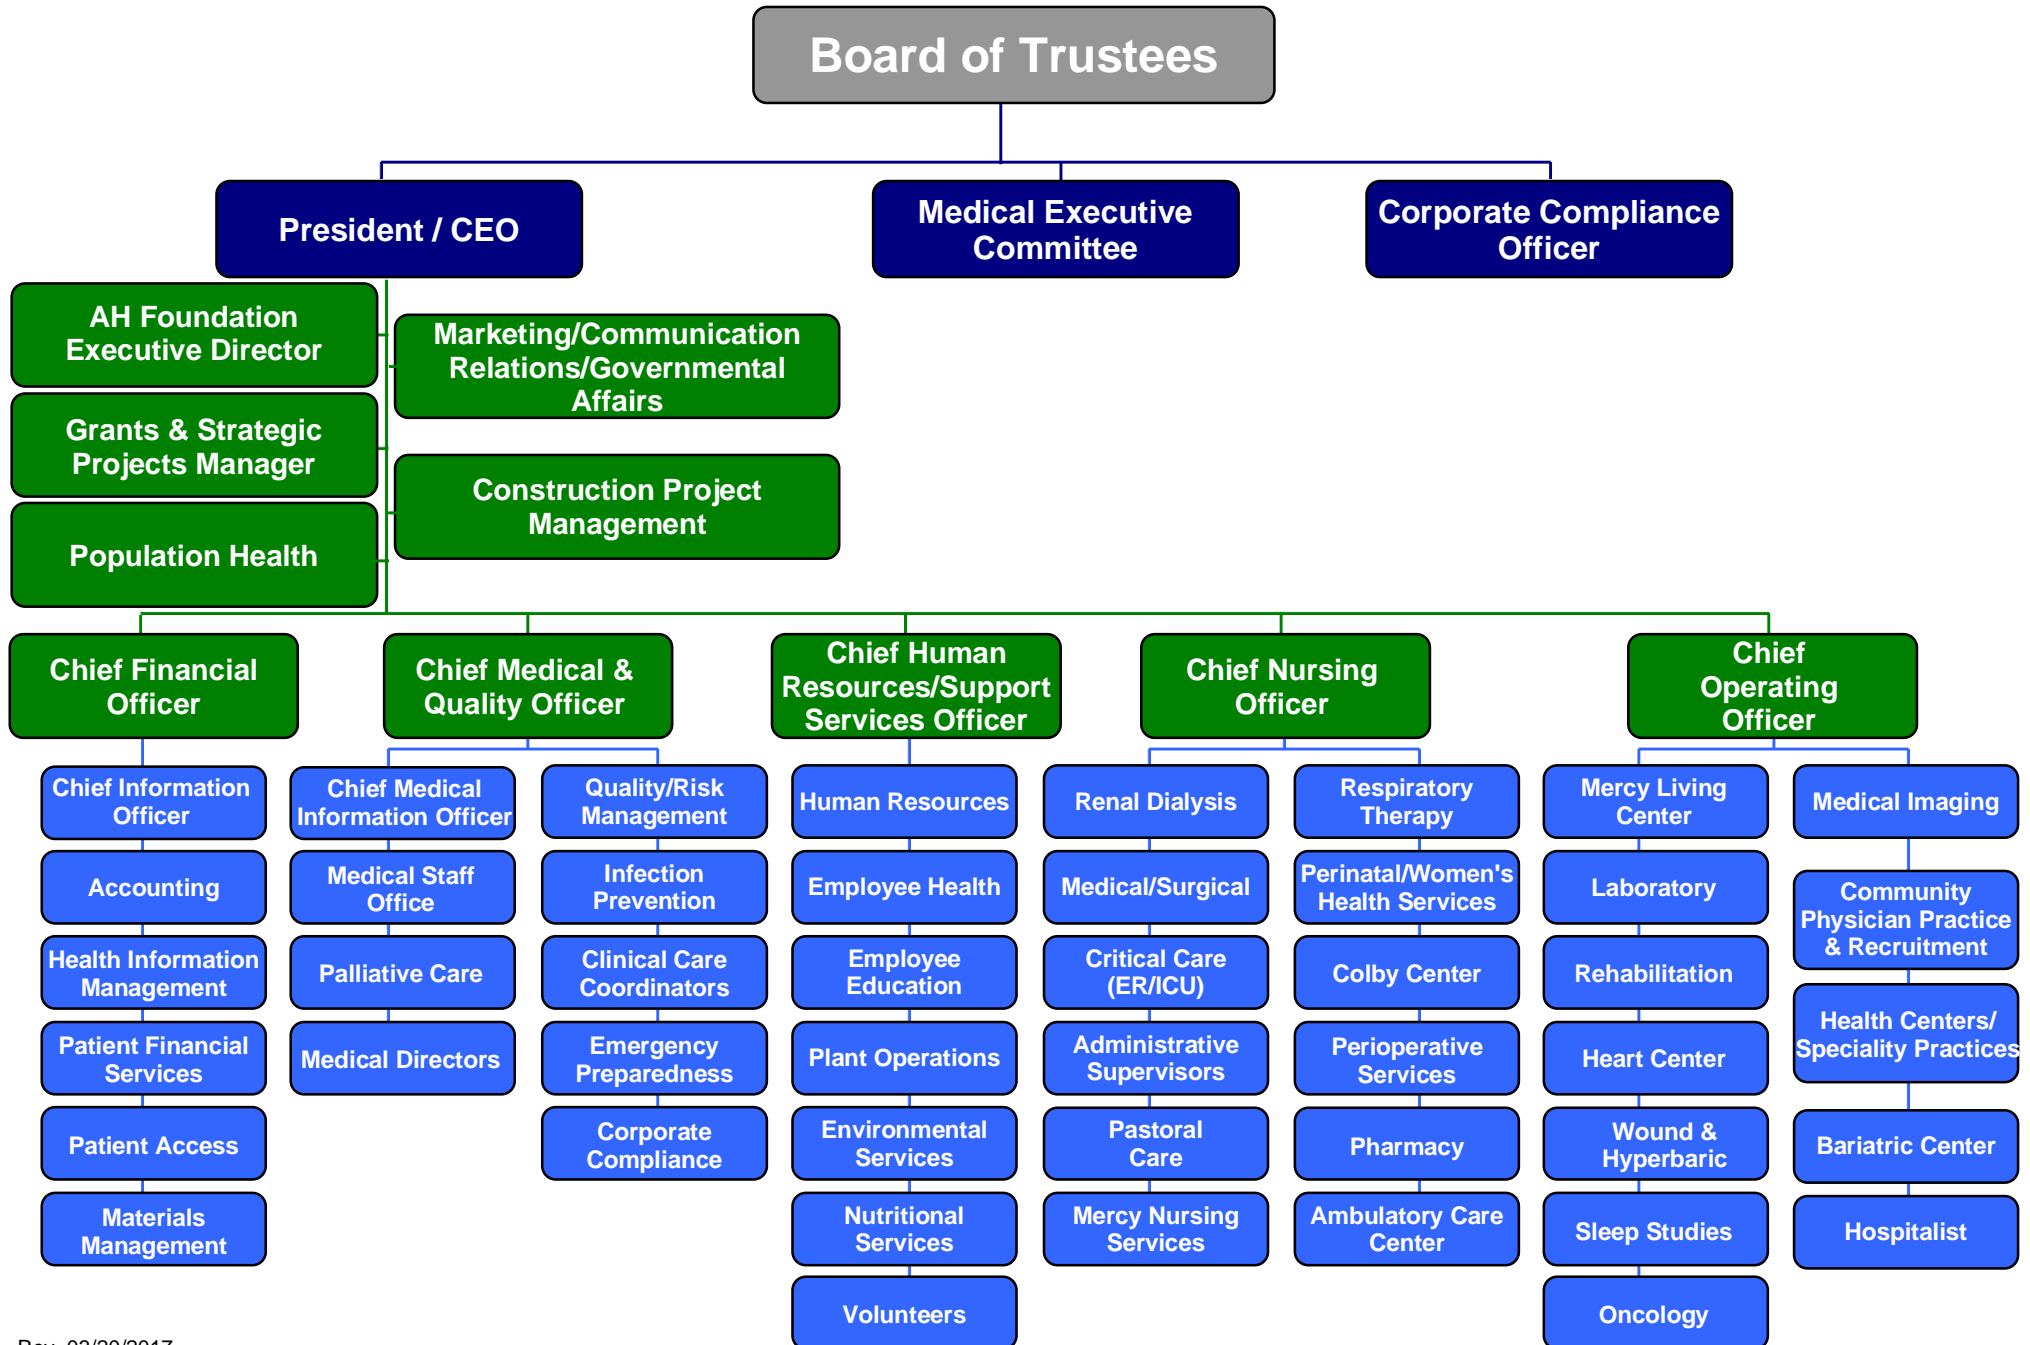 Board of Trustees
President / CEO
Medical Executive
Committee
Corporate Compliance
Officer
AH Foundation
Executive Director
Marketing/Communication
Relations/Governmental
Affairs
Grants & Strategic
Projects Manager
Construction Project
Management
Population Health
Chief Financial
Officer
Chief Medical &
Quality Officer
Chief Human
Resources/Support
Services Officer
Chief Nursing
Officer
Chief
Operating
Officer
Chief Information
Officer
Accounting
Health Information
Management
Patient Financial
Services
Patient Access
Materials
Management
Chief Medical
Information Officer
Medical Staff
Office
Palliative Care
Medical Directors
Quality/Risk
Management
Infection
Prevention
Clinical Care
Coordinators
Emergency
Preparedness
Corporate
Compliance
Human Resources
Employee Health
Employee
Education
Plant Operations
Environmental
Services
Nutritional
Services
Volunteers
Renal Dialysis
Medical/Surgical
Critical Care
(ER/ICU)
Administrative
Supervisors
Pastoral
Care
Mercy Nursing
Services
Respiratory
Therapy
Perinatal/Women's
Health Services
Colby Center
Perioperative
Services
Pharmacy
Ambulatory Care
Center
Mercy Living
Center
Laboratory
Rehabilitation
Heart Center
Wound &
Hyperbaric
Sleep Studies
Oncology
Medical Imaging
Community
Physician Practice
& Recruitment
Health Centers/
Speciality Practices
Bariatric Center
Hospitalist